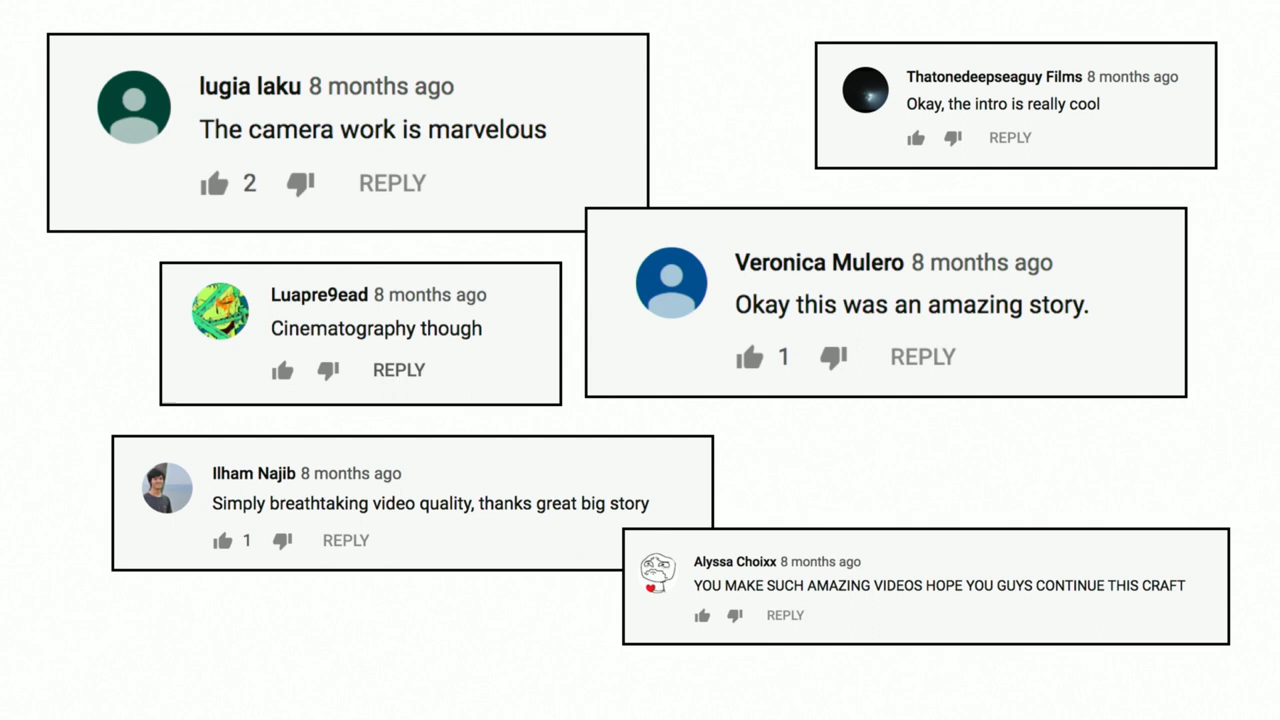 lugia laku 8 months ago
The camera work is marvelous
2 REPLY
Thatonedeepseaguy Films 8 months ago
Okay, the intro is really cool
REPLY
Veronica Mulero 8 months ago
Okay this was an amazing story.
1 REPLY
Luapre9ead 8 months ago
Cinematography though
REPLY
Ilham Najib 8 months ago
Simply breathtaking video quality, thanks great big story
1 REPLY
Alyssa Choixx 8 months ago
YOU MAKE SUCH AMAZING VIDEOS HOPE YOU GUYS CONTINUE THIS CRAFT
REPLY